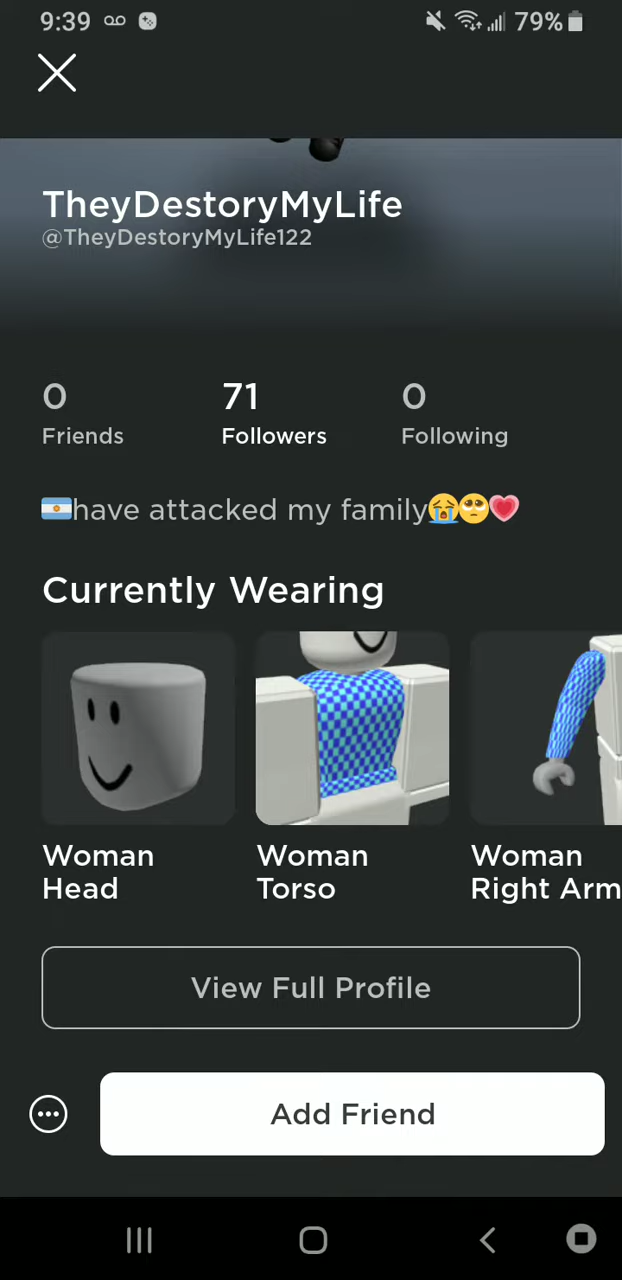 9:39
79%
TheyDestoryMyLife
@TheyDestoryMyLife122
0
71
0
Friends
Followers
Following
🇦🇷have attacked my family😭🥺💗
Currently Wearing
Woman
Head
Woman
Torso
Woman
Right Arm
View Full Profile
Add Friend